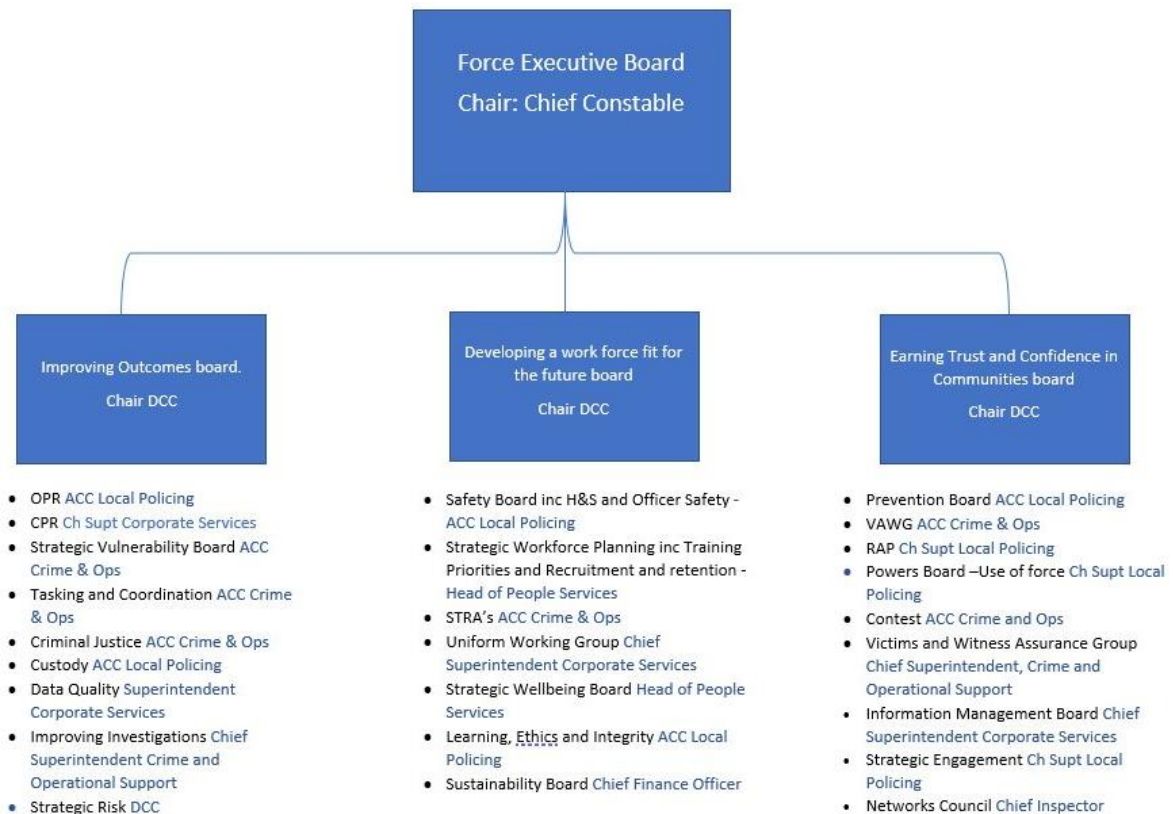 Force Executive Board
Chair: Chief Constable
Improving Outcomes board.
Chair DCC
Developing a work force fit for
the future board
Chair DCC
Earning Trust and Confidence in
Communities board
Chair DCC
• OPR ACC Local Policing
• CPR Ch Supt Corporate Services
• Strategic Vulnerability Board ACC
Crime & Ops
• Tasking and Coordination ACC Crime
& Ops
• Criminal Justice ACC Crime & Ops
• Custody ACC Local Policing
• Data Quality Superintendent
Corporate Services
• Improving Investigations Chief
Superintendent Crime and
Operational Support
• Strategic Risk DCC
• Safety Board inc H&S and Officer Safety -
ACC Local Policing
• Strategic Workforce Planning inc Training
Priorities and Recruitment and retention -
Head of People Services
• STRA's ACC Crime & Ops
• Uniform Working Group Chief
Superintendent Corporate Services
• Strategic Wellbeing Board Head of People
Services
• Learning, Ethics and Integrity ACC Local
Policing
• Sustainability Board Chief Finance Officer
• Prevention Board ACC Local Policing
• VAWG ACC Crime & Ops
• RAP Ch Supt Local Policing
• Powers Board –Use of force Ch Supt Local
Policing
• Contest ACC Crime and Ops
• Victims and Witness Assurance Group
Chief Superintendent, Crime and
Operational Support
• Information Management Board Chief
Superintendent Corporate Services
• Strategic Engagement Ch Supt Local
Policing
• Networks Council Chief Inspector